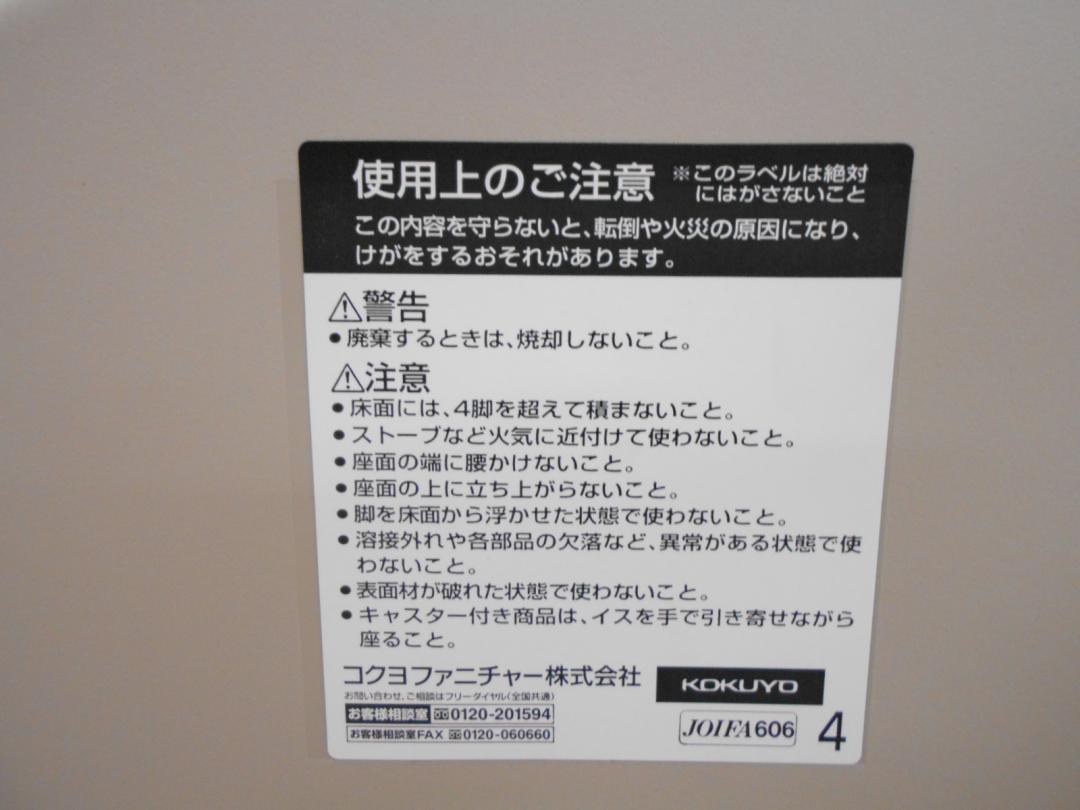 使用上のご注意 ※このラベルは絶対
にはがさないこと
この内容を守らないと、転倒や火災の原因になり、
けがをするおそれがあります。
⚠警告
●廃棄するときは、焼却しないこと。
⚠注意
●床面には、4脚を超えて積まないこと。
●ストーブなど火気に近付けて使わないこと。
●座面の端に腰かけないこと。
●座面の上に立ち上がらないこと。
●脚を床面から浮かせた状態で使わないこと。
●溶接外れや各部品の欠落など、異常がある状態で使
わないこと。
●表面材が破れた状態で使わないこと。
●キャスター付き商品は、イスを手で引き寄せながら
座ること。
コクヨファニチャー株式会社
KOKUYO
お問い合わせ、ご相談はフリーダイヤル(全国共通)
お客様相談室 0120-201594
お客様相談室FAX 0120-060660
JOIFA606
4